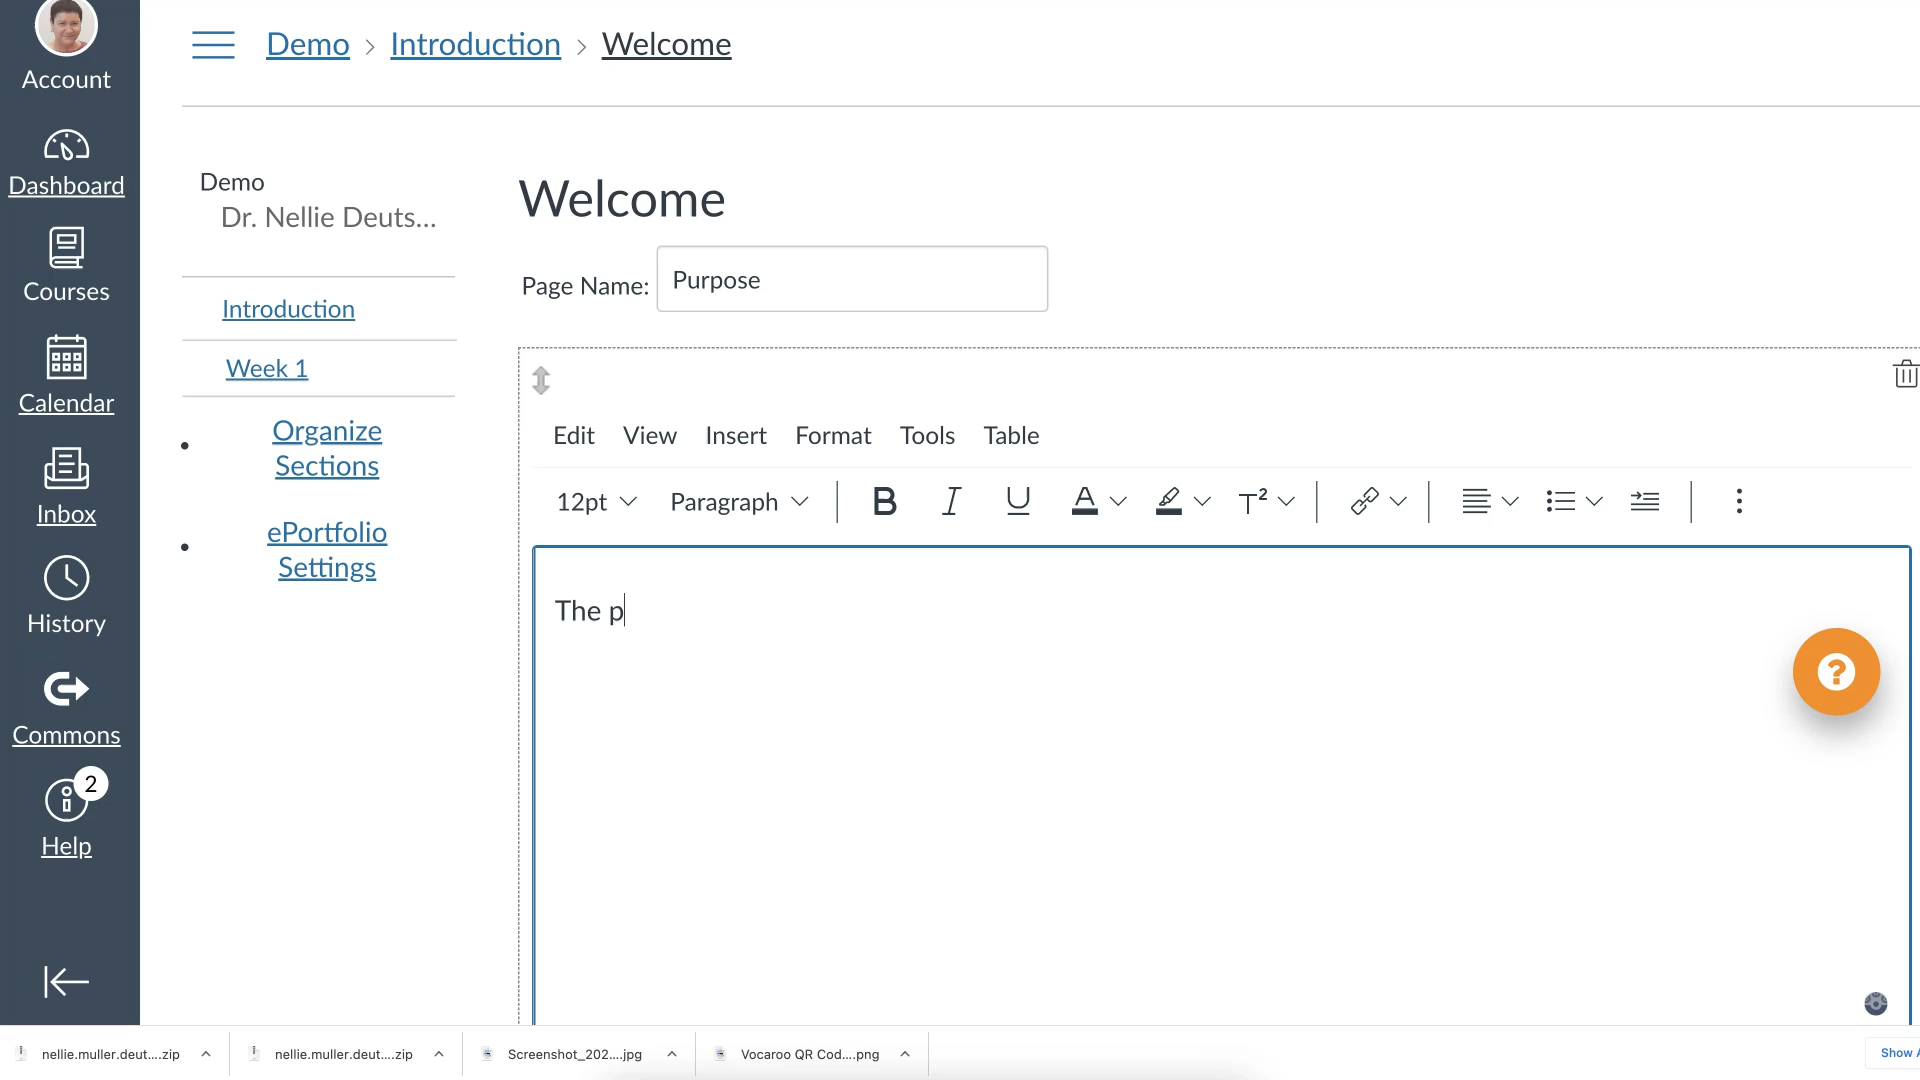 Account
Dashboard
Courses
Calendar
Inbox
History
Commons
2
Help
Demo > Introduction > Welcome
Demo
Dr. Nellie Deuts...
Introduction
Week 1
Organize
Sections
ePortfolio
Settings
Welcome
Page Name: Purpose
Edit View Insert Format Tools Table
12pt Paragraph B I U A T²
The p
nellie.muller.deut....zip
nellie.muller.deut....zip
Screenshot_202....jpg
Vocaroo QR Cod....png
Show A